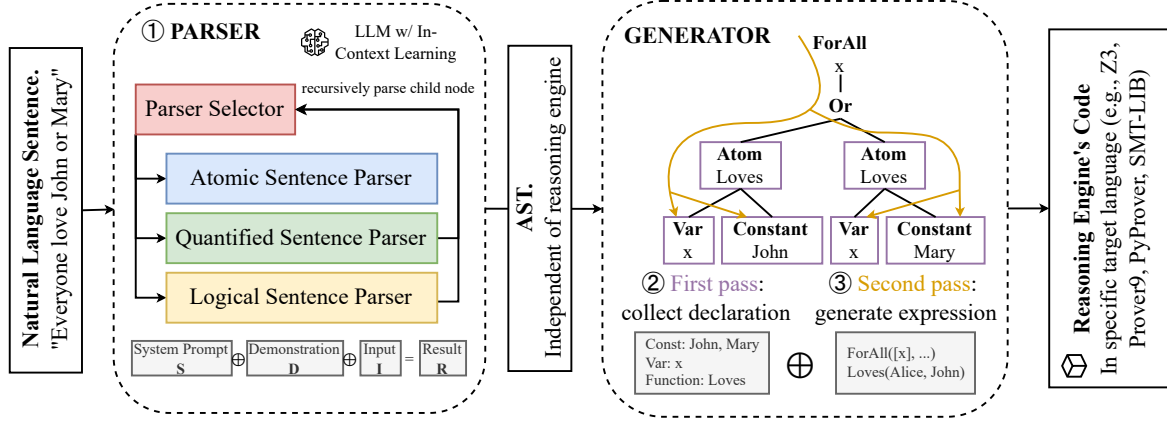 Natural Language Sentence.
"Everyone love John or Mary"
① PARSER
LLM w/ In-
Context Learning
recursively parse child node
Parser Selector
Atomic Sentence Parser
Quantified Sentence Parser
Logical Sentence Parser
System Prompt
S
⊕
Demonstration
D
⊕
Input
I
=
Result
R
AST.
Independent of reasoning engine
GENERATOR
ForAll
x
Or
Atom
Loves
Atom
Loves
Var
x
Constant
John
Var
x
Constant
Mary
② First pass:
collect declaration
③ Second pass:
generate expression
Const: John, Mary
Var: x
Function: Loves
⊕
ForAll([x], ...)
Loves(Alice, John)
Reasoning Engine's Code
In specific target language (e.g., Z3,
Prover9, PyProver, SMT-LIB)